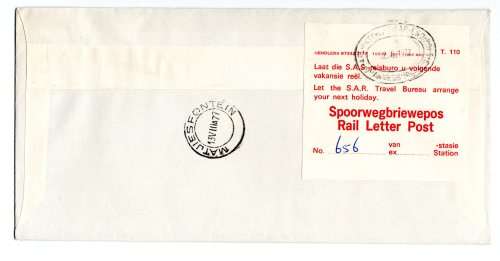 T. 110
Laat die S.A.S.-reisburo u volgende
vakansie reël.
Let the S.A.R. Travel Bureau arrange
your next holiday.
Spoorwegbriewepos
Rail Letter Post
No. 656 van ex -stasie Station
MATJIESFONTEIN